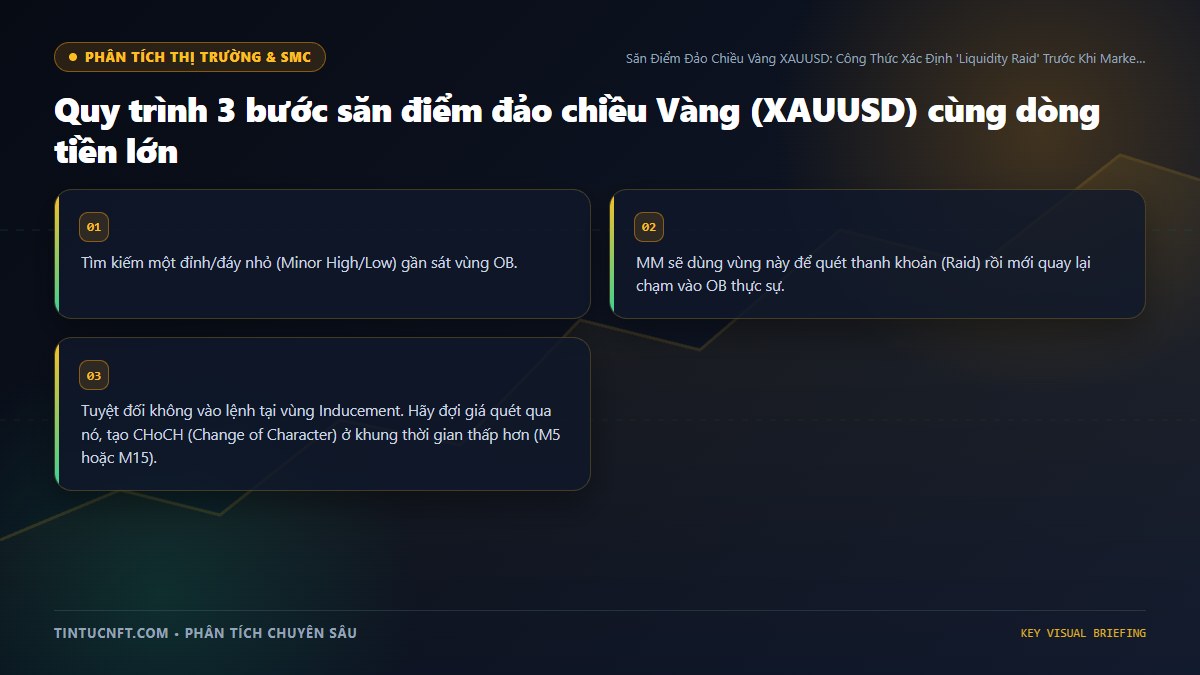 PHÂN TÍCH THỊ TRƯỜNG & SMC
Săn Điểm Đảo Chiều Vàng XAUUSD: Công Thức Xác Định 'Liquidity Raid' Trước Khi Marke...
Quy trình 3 bước săn điểm đảo chiều Vàng (XAUUSD) cùng dòng
tiền lớn
01
Tìm kiếm một đỉnh/đáy nhỏ (Minor High/Low) gần sát vùng OB.
02
MM sẽ dùng vùng này để quét thanh khoản (Raid) rồi mới quay lại
chạm vào OB thực sự.
03
Tuyệt đối không vào lệnh tại vùng Inducement. Hãy đợi giá quét qua
nó, tạo CHoCH (Change of Character) ở khung thời gian thấp hơn (M5
hoặc M15).
TINTUCNFT.COM • PHÂN TÍCH CHUYÊN SÂU
KEY VISUAL BRIEFING